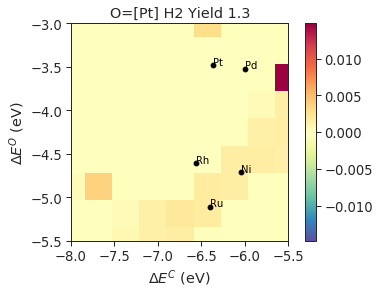 O=[Pt] H2 Yield 1.3
−3.0
−3.5
−4.0
−4.5
−5.0
−5.5
ΔE^O (eV)
Pt
Pd
Rh
Ni
Ru
−8.0 −7.5 −7.0 −6.5 −6.0 −5.5
ΔE^C (eV)
0.010
0.005
0.000
−0.005
−0.010